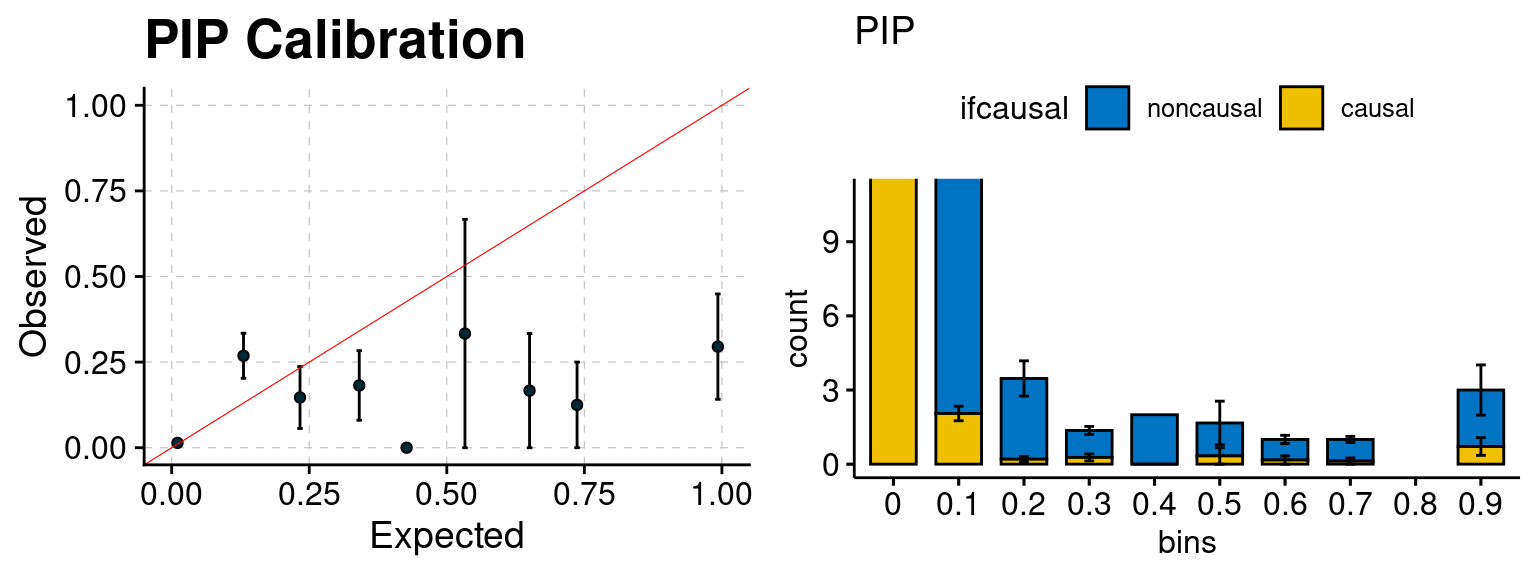 PIP Calibration
1.00
0.75
0.50
0.25
0.00
Observed
0.00 0.25 0.50 0.75 1.00
Expected
PIP
ifcausal noncausal causal
9
6
3
0
count
0 0.1 0.2 0.3 0.4 0.5 0.6 0.7 0.8 0.9
bins